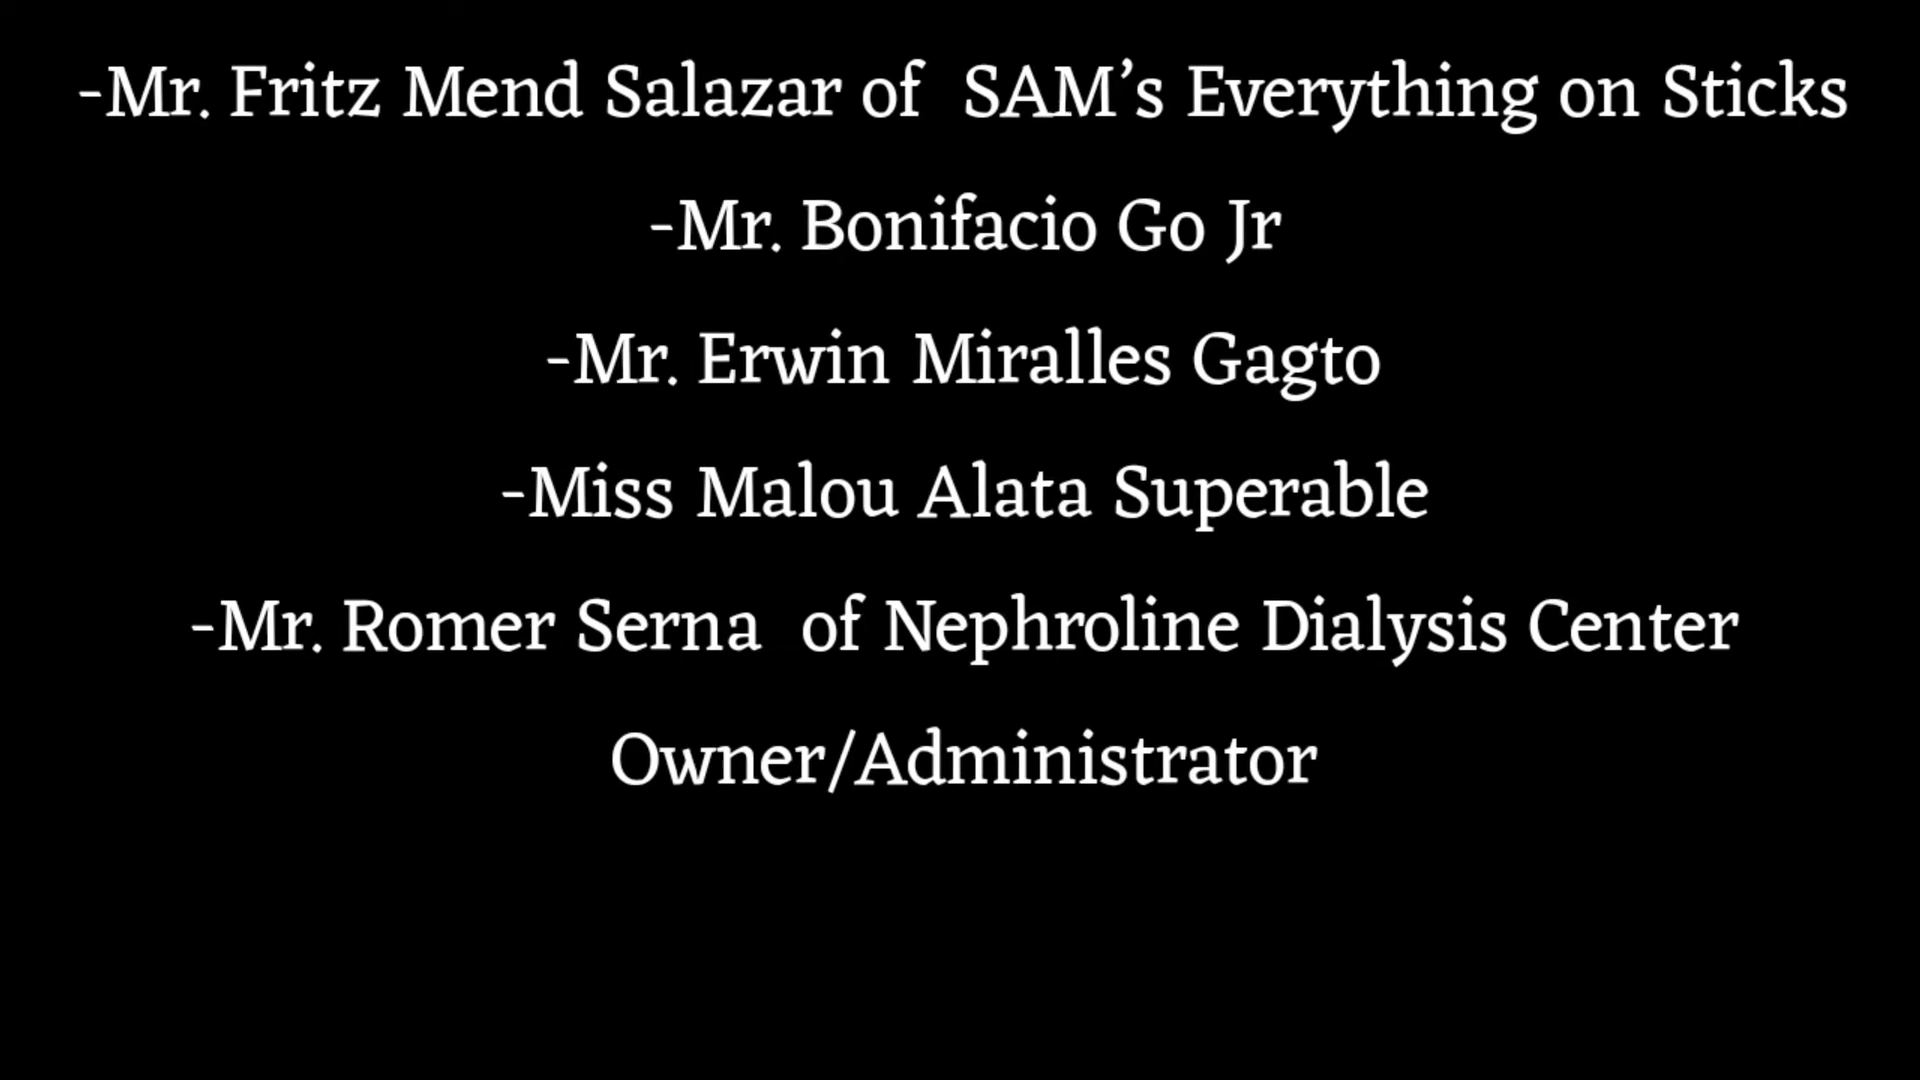 -Mr. Fritz Mend Salazar of  SAM’s Everything on Sticks
-Mr. Bonifacio Go Jr
-Mr. Erwin Miralles Gagto
-Miss Malou Alata Superable
-Mr. Romer Serna  of Nephroline Dialysis Center
Owner/Administrator